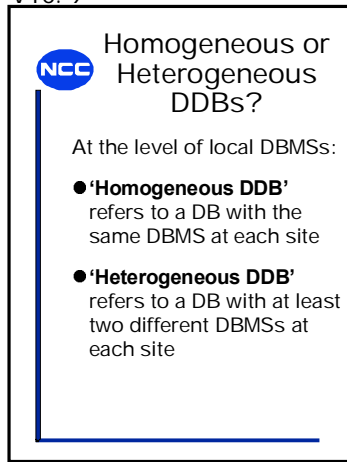 Homogeneous or
NCC
Heterogeneous
DDBs?
At the level of local DBMSs:
●'Homogeneous DDB'
refers to a DB with the
same DBMS at each site
●'Heterogeneous DDB'
refers to a DB with at least
two different DBMSs at
each site